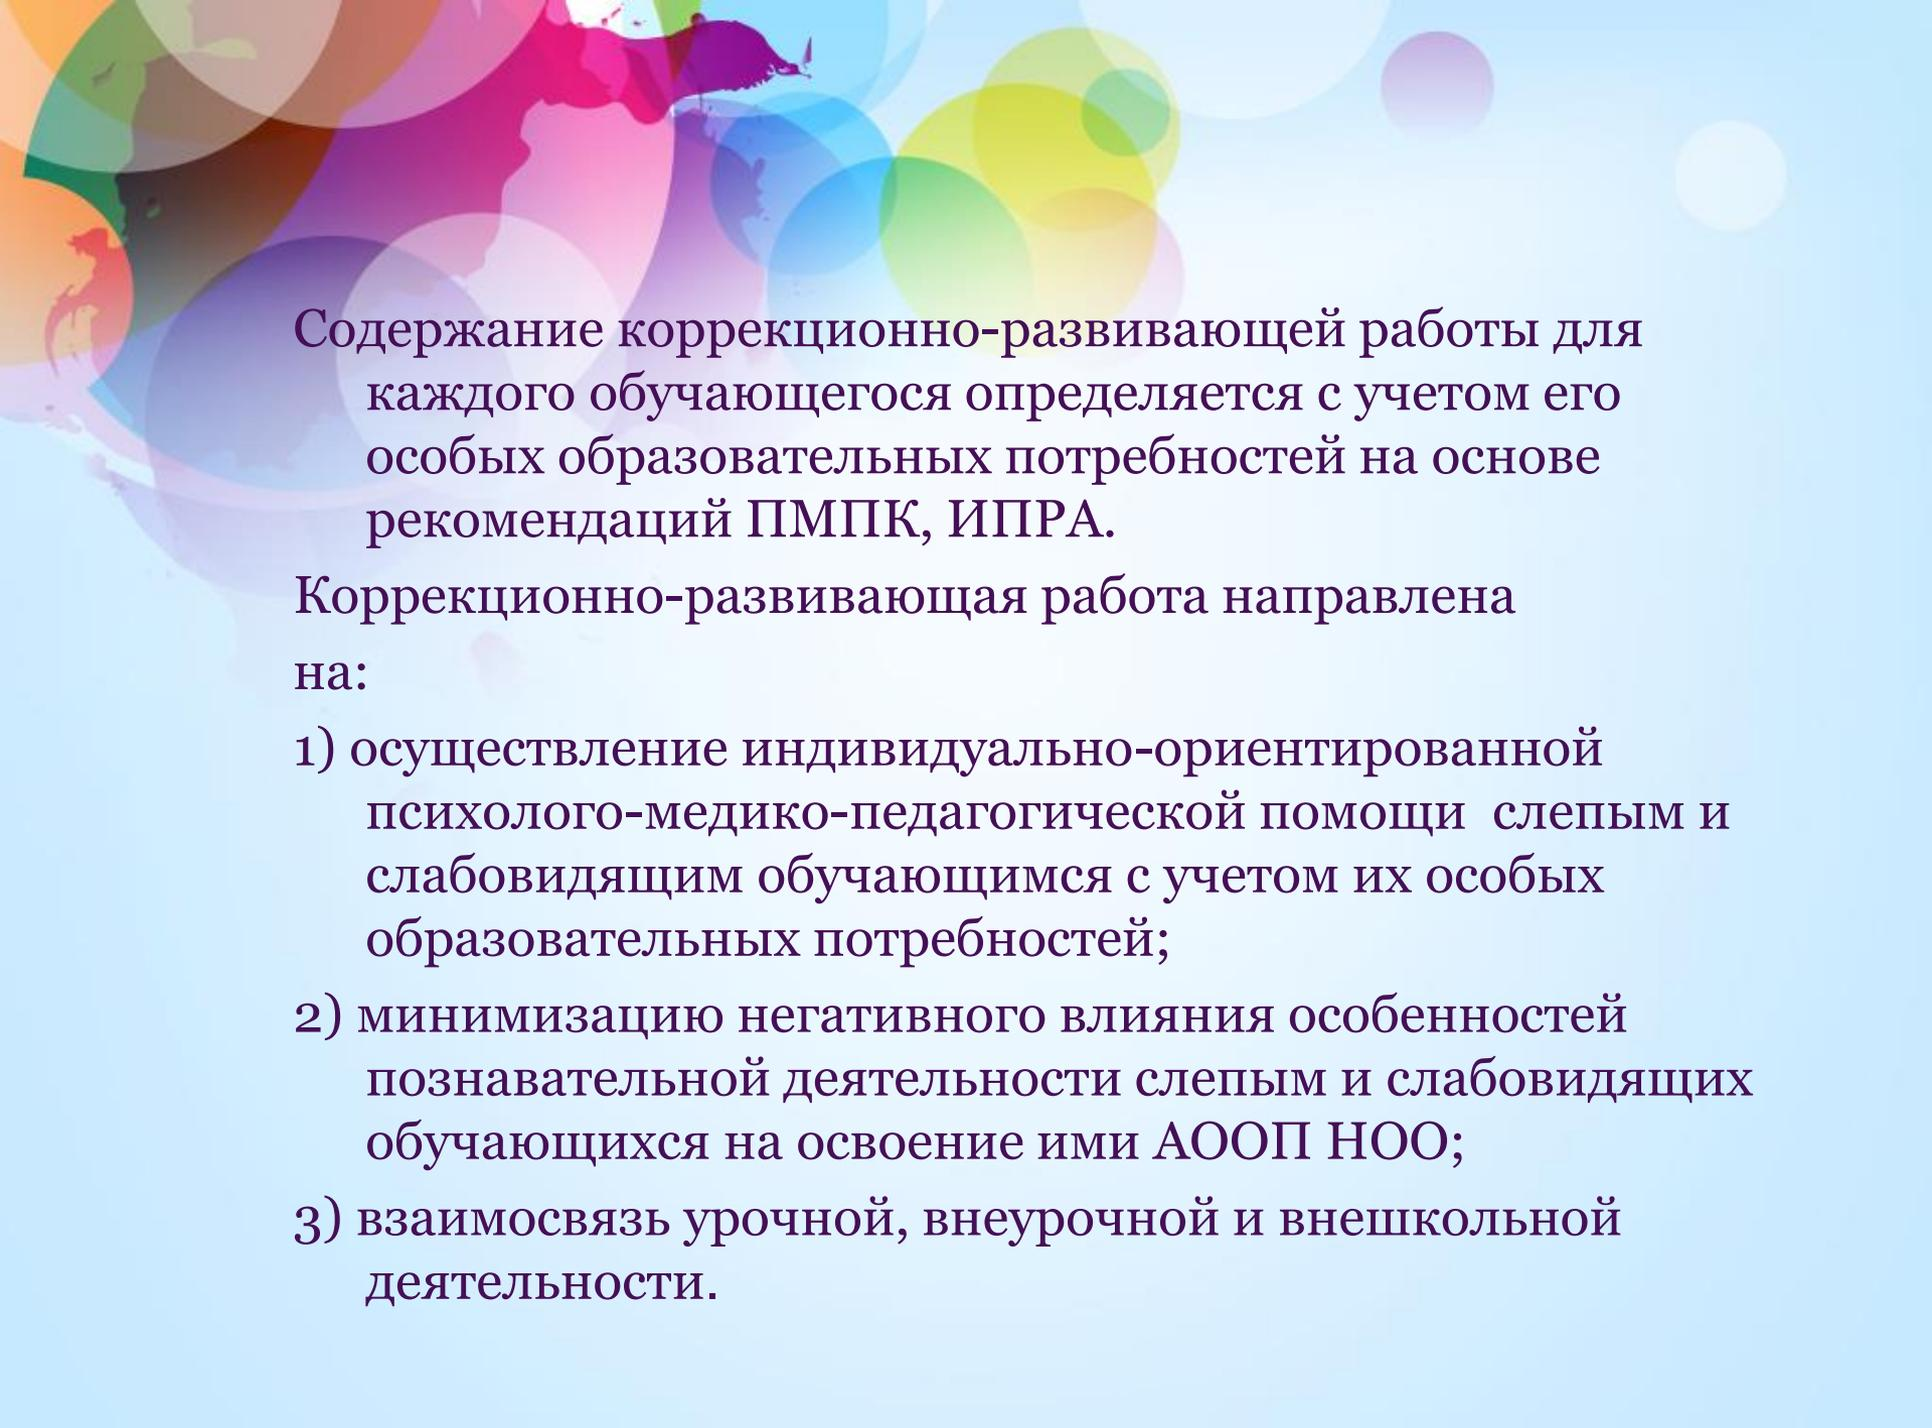 Содержание коррекционно-развивающей работы для
каждого обучающегося определяется с учетом его
особых образовательных потребностей на основе
рекомендаций ПМПК, ИПРА.
Коррекционно-развивающая работа направлена
на:
1) осуществление индивидуально-ориентированной
психолого-медико-педагогической помощи  слепым и
слабовидящим обучающимся с учетом их особых
образовательных потребностей;
2) минимизацию негативного влияния особенностей
познавательной деятельности слепым и слабовидящих
обучающихся на освоение ими АООП НОО;
3) взаимосвязь урочной, внеурочной и внешкольной
деятельности.